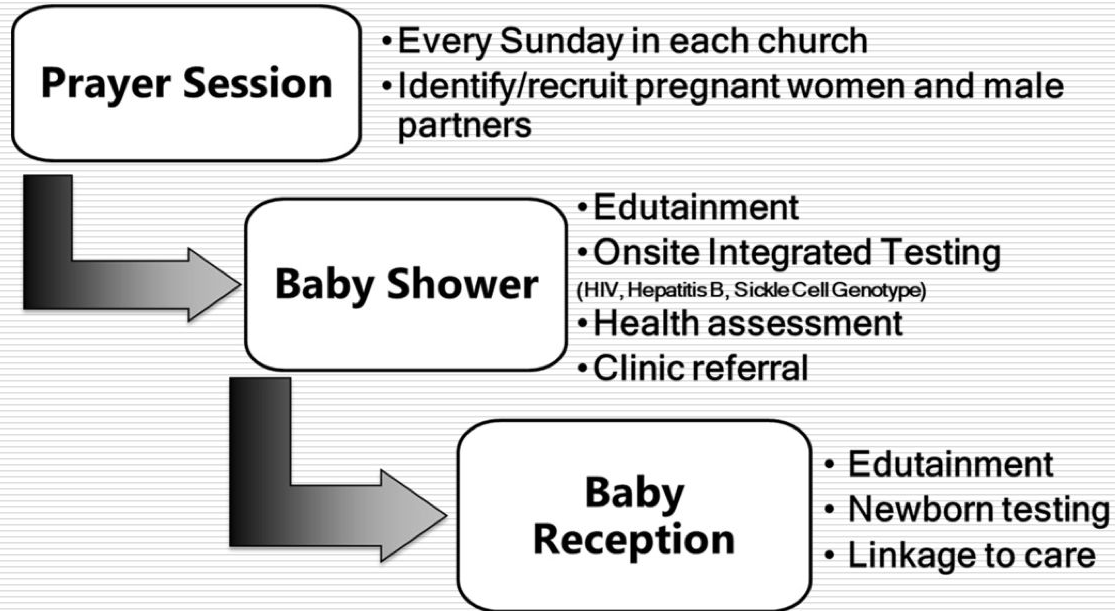 Prayer Session
• Every Sunday in each church
• Identify/recruit pregnant women and male
partners
Baby Shower
• Edutainment
• Onsite Integrated Testing
(HIV, Hepatitis B, Sickle Cell Genotype)
• Health assessment
• Clinic referral
Baby
Reception
• Edutainment
• Newborn testing
• Linkage to care